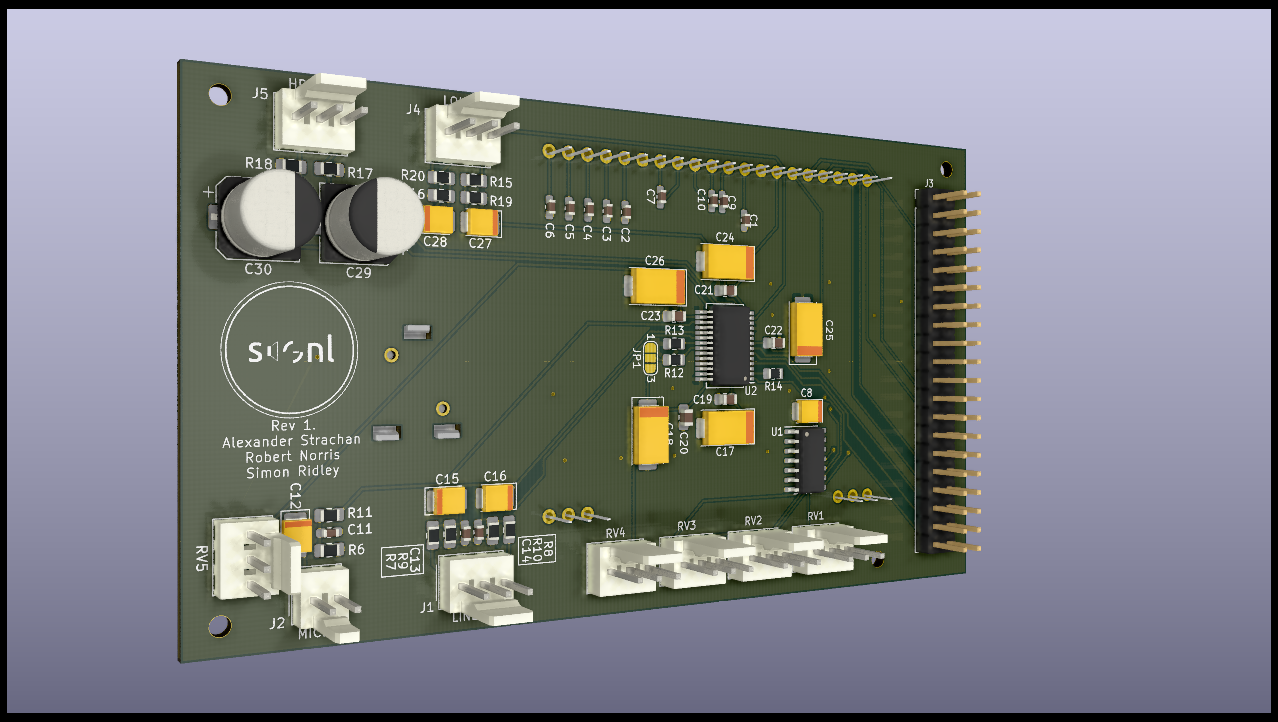 J5
J4
R18
R17
R20
R15
R19
C28
C27
C30
C29
C6
C5
C4
C3
C2
C7
C10
C9
C1
J3
C24
C26
C21
C23
R13
R12
1
JP1
3
C22
C25
R14
U2
C8
C19
C20
C17
U1
Rev 1.
Alexander Strachan
Robert Norris
Simon Ridley
C12
R11
C11
R6
RV5
J2
C15
C16
C13
R9
R7
R8
R10
C14
J1
RV4
RV3
RV2
RV1